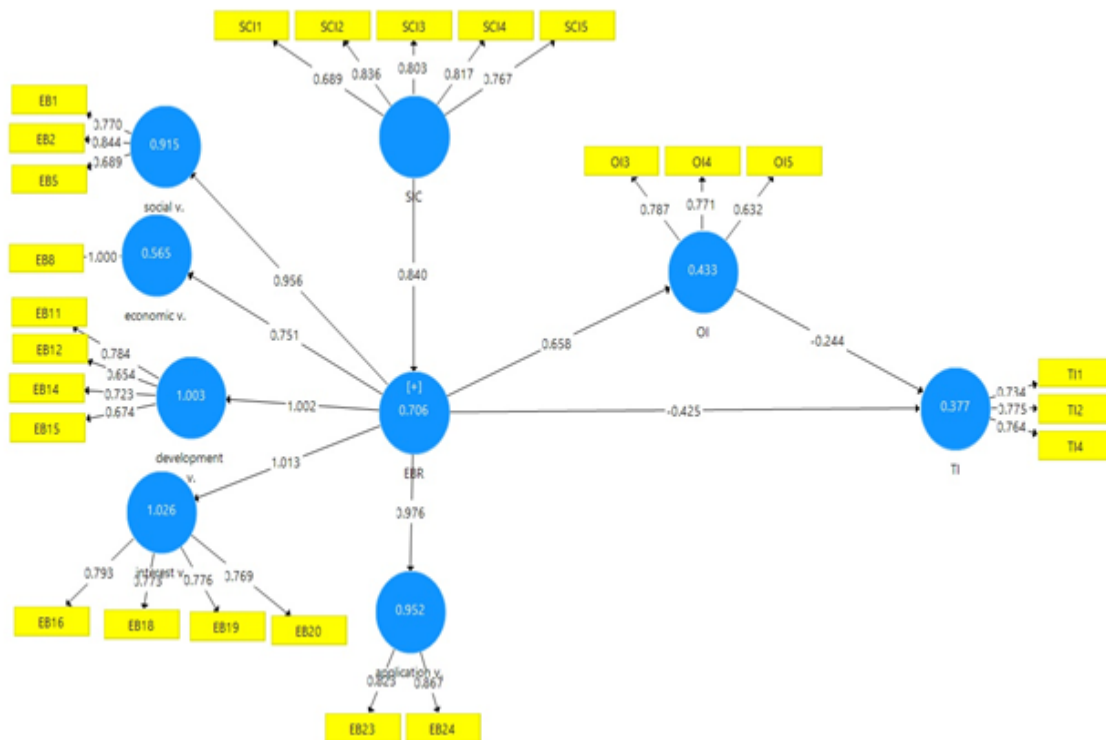 SCI1 SCI2 SCI3 SCI4 SCI5
0.689 0.836 0.803 0.817 0.767
SIC
EB1
EB2
EB5
0.770
0.844
0.689
0.915
social v.
EB8
1.000
0.565
economic v.
EB11
EB12
EB14
EB15
0.784
0.654
0.723
0.674
1.003
development
v.
1.026
interest v.
0.793 0.773 0.776 0.769
EB16 EB18 EB19 EB20
0.956
0.751
1.002
1.013
0.976
0.840
[+]
0.706
EBR
0.952
application v.
0.823 0.867
EB23 EB24
OI3 OI4 OI5
0.787 0.771 0.632
0.433
OI
0.658
-0.244
-0.425
0.377
TI
0.734
0.775
0.764
TI1
TI2
TI4